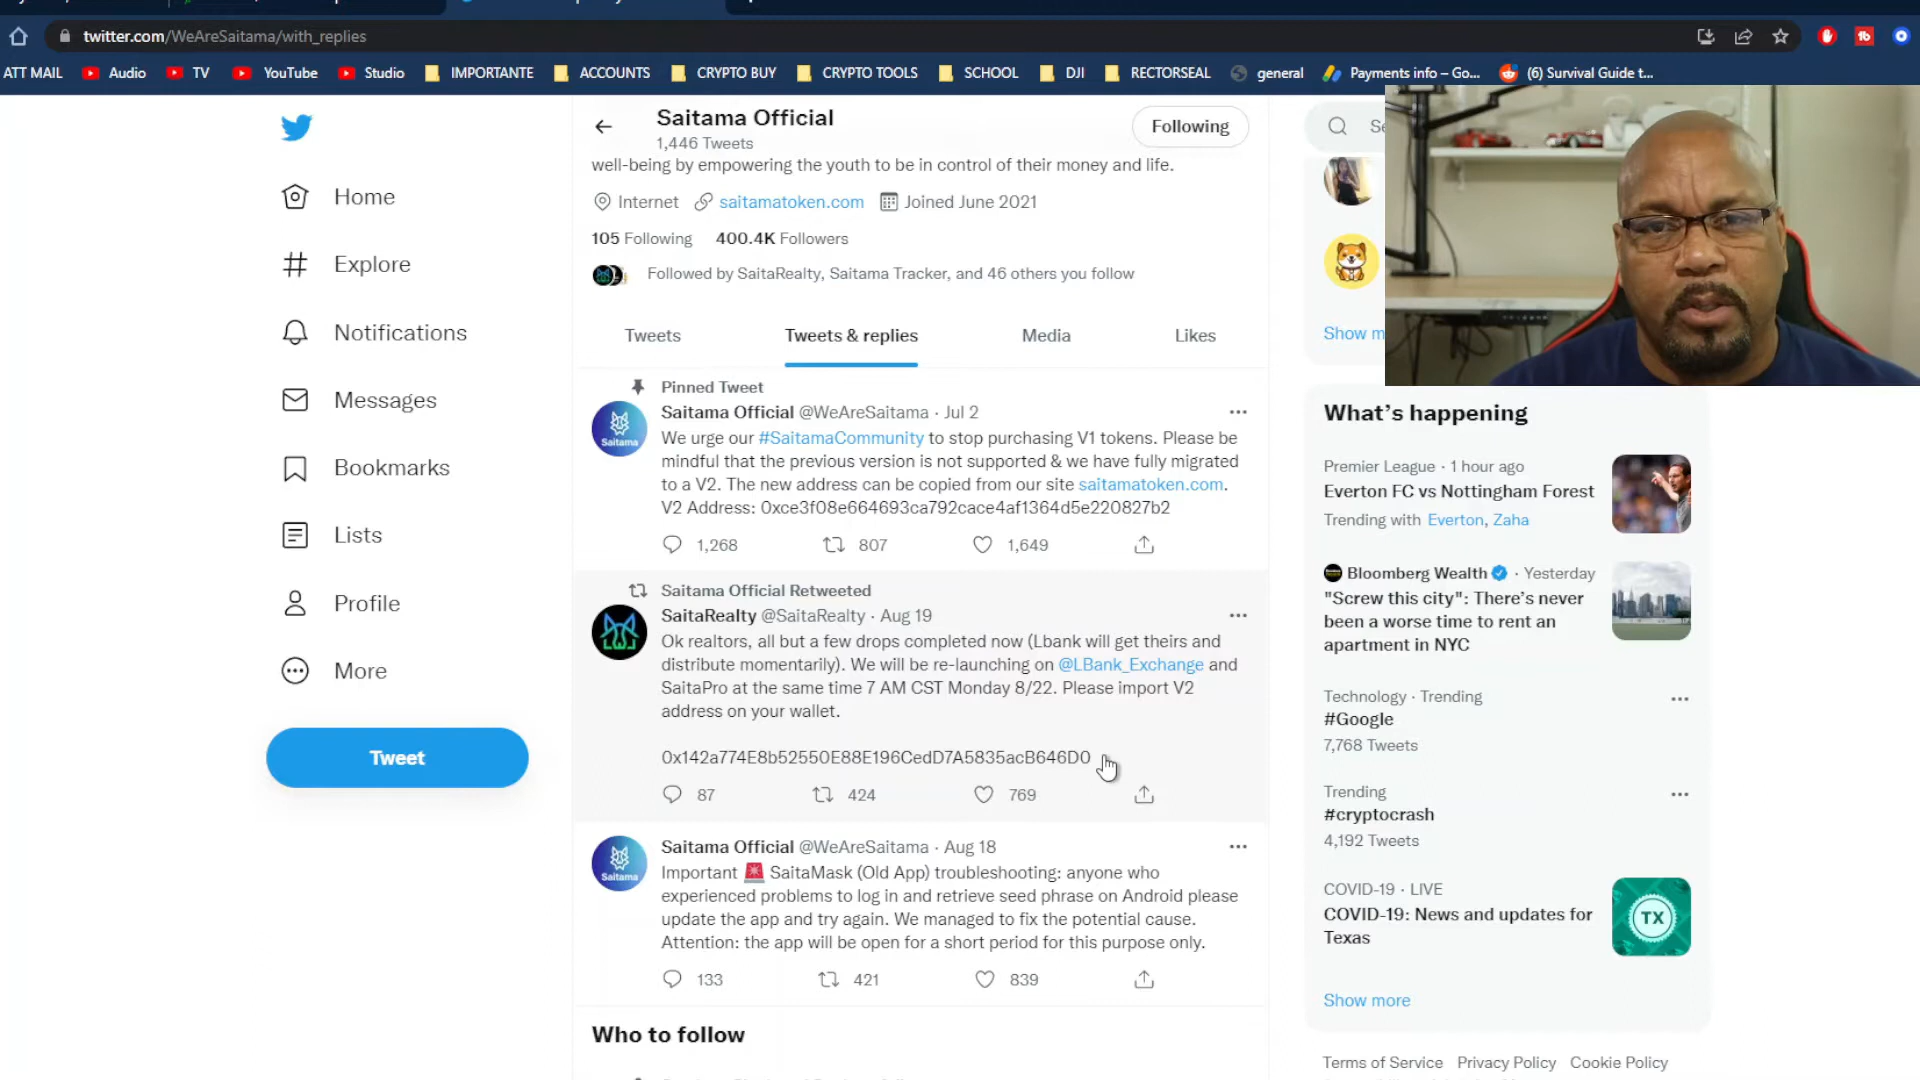 twitter.com/WeAreSaitama/with_replies
ATT MAIL Audio TV YouTube Studio IMPORTANTE ACCOUNTS CRYPTO BUY CRYPTO TOOLS SCHOOL DJI RECTORSEAL general Payments info – Go... (6) Survival Guide t...
Saitama Official
1,446 Tweets
Following
well-being by empowering the youth to be in control of their money and life.
Internet saitamatoken.com Joined June 2021
105 Following 400.4K Followers
Followed by SaitaRealty, Saitama Tracker, and 46 others you follow
Tweets Tweets & replies Media Likes
Home
Explore
Notifications
Messages
Bookmarks
Lists
Profile
More
Tweet
Pinned Tweet
Saitama Official @WeAreSaitama · Jul 2
We urge our #SaitamaCommunity to stop purchasing V1 tokens. Please be
mindful that the previous version is not supported & we have fully migrated
to a V2. The new address can be copied from our site saitamatoken.com.
V2 Address: 0xce3f08e664693ca792cace4af1364d5e220827b2
1,268 807 1,649
Saitama
Saitama Official Retweeted
SaitaRealty @SaitaRealty · Aug 19
Ok realtors, all but a few drops completed now (Lbank will get theirs and
distribute momentarily). We will be re-launching on @LBank_Exchange and
SaitaPro at the same time 7 AM CST Monday 8/22. Please import V2
address on your wallet.
0x142a774E8b52550E88E196CedD7A5835acB646D0
87 424 769
Saitama Official @WeAreSaitama · Aug 18
Important SaitaMask (Old App) troubleshooting: anyone who
experienced problems to log in and retrieve seed phrase on Android please
update the app and try again. We managed to fix the potential cause.
Attention: the app will be open for a short period for this purpose only.
133 421 839
Saitama
Who to follow
Show m
What's happening
Premier League · 1 hour ago
Everton FC vs Nottingham Forest
Trending with Everton, Zaha
Bloomberg Wealth · Yesterday
"Screw this city": There's never
been a worse time to rent an
apartment in NYC
Technology · Trending
#Google
7,768 Tweets
Trending
#cryptocrash
4,192 Tweets
COVID-19 · LIVE
COVID-19: News and updates for
Texas
TX
Show more
Terms of Service Privacy Policy Cookie Policy